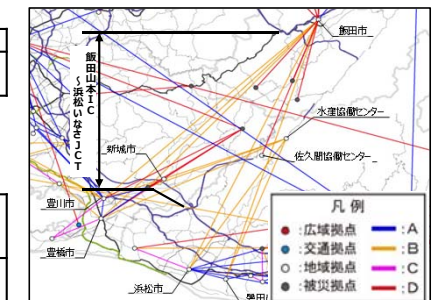 飯田市
飯田山本IC
～浜松いなさJCT
水窪協働センター
新城市
佐久間協働センター
豊川市
豊橋市
浜松市
凡例
：広域拠点
：交通拠点
：地域拠点
：被災拠点
：A
：B
：C
：D